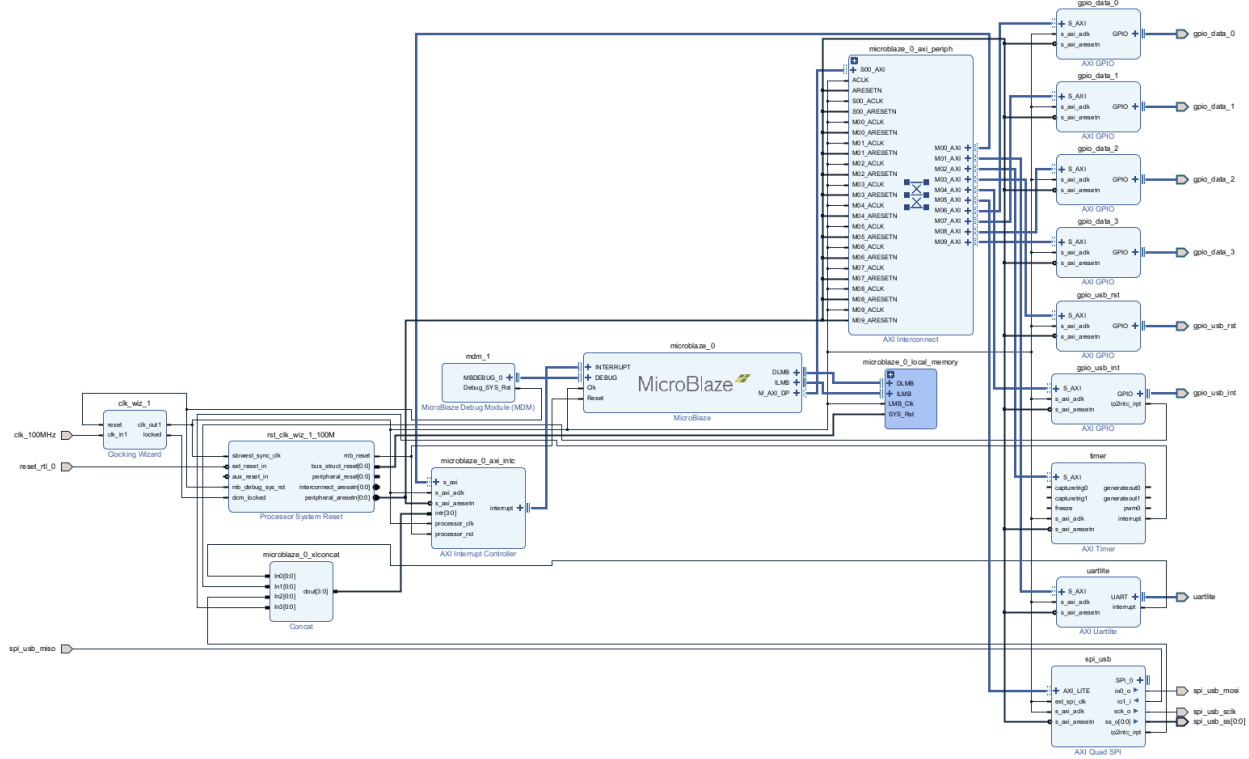 gpio_data_0
S_AXI
s_axi_aclk
s_axi_aresetn
GPIO
AXI GPIO
gpio_data_0
gpio_data_1
S_AXI
s_axi_aclk
s_axi_aresetn
GPIO
AXI GPIO
gpio_data_1
gpio_data_2
S_AXI
s_axi_aclk
s_axi_aresetn
GPIO
AXI GPIO
gpio_data_2
gpio_data_3
S_AXI
s_axi_aclk
s_axi_aresetn
GPIO
AXI GPIO
gpio_data_3
gpio_usb_rst
S_AXI
s_axi_aclk
s_axi_aresetn
GPIO
AXI GPIO
gpio_usb_rst
gpio_usb_int
S_AXI
s_axi_aclk
s_axi_aresetn
GPIO
ip2intc_irpt
AXI GPIO
gpio_usb_int
microblaze_0_axi_periph
S00_AXI
ACLK
ARESETN
S00_ACLK
S00_ARESETN
M00_ACLK
M00_ARESETN
M01_ACLK
M01_ARESETN
M02_ACLK
M02_ARESETN
M03_ACLK
M03_ARESETN
M04_ACLK
M04_ARESETN
M05_ACLK
M05_ARESETN
M06_ACLK
M06_ARESETN
M07_ACLK
M07_ARESETN
M08_ACLK
M08_ARESETN
M09_ACLK
M09_ARESETN
M00_AXI
M01_AXI
M02_AXI
M03_AXI
M04_AXI
M05_AXI
M06_AXI
M07_AXI
M08_AXI
M09_AXI
AXI Interconnect
mdm_1
MBDEBUG_0
Debug_SYS_Rst
MicroBlaze Debug Module (MDM)
microblaze_0
INTERRUPT
DEBUG
Clk
Reset
MicroBlaze
DLMB
ILMB
M_AXI_DP
MicroBlaze
microblaze_0_local_memory
DLMB
ILMB
LMB_Clk
SYS_Rst
clk_100MHz
reset_rtl_0
clk_wiz_1
reset
clk_in1
clk_out1
locked
Clocking Wizard
rst_clk_wiz_1_100M
slowest_sync_clk
ext_reset_in
aux_reset_in
mb_debug_sys_rst
dcm_locked
mb_reset
bus_struct_reset[0:0]
peripheral_reset[0:0]
interconnect_aresetn[0:0]
peripheral_aresetn[0:0]
Processor System Reset
microblaze_0_axi_intc
s_axi
s_axi_aclk
s_axi_aresetn
intr[3:0]
processor_clk
processor_rst
interrupt
AXI Interrupt Controller
microblaze_0_xlconcat
In0[0:0]
In1[0:0]
In2[0:0]
In3[0:0]
dout[3:0]
Concat
timer
S_AXI
capturetrig0
capturetrig1
freeze
s_axi_aclk
s_axi_aresetn
generateout0
generateout1
pwm0
interrupt
AXI Timer
uartlite
S_AXI
s_axi_aclk
s_axi_aresetn
UART
interrupt
AXI Uartlite
uartlite
spi_usb_miso
spi_usb
AXI_LITE
ext_spi_clk
s_axi_aclk
s_axi_aresetn
SPI_0
io0_o
io1_i
sck_o
ss_o[0:0]
ip2intc_irpt
AXI Quad SPI
spi_usb_mosi
spi_usb_sclk
spi_usb_ss[0:0]